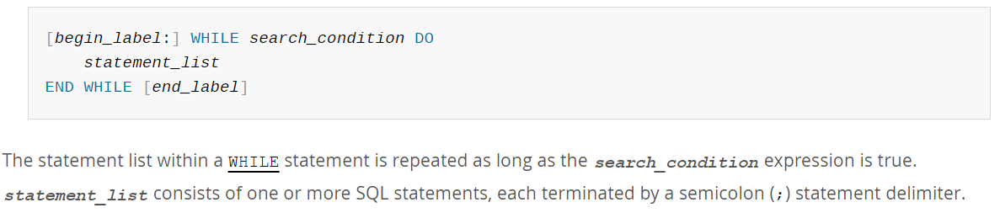 [begin_label:] WHILE search_condition DO
statement_list
END WHILE [end_label]
The statement list within a WHILE statement is repeated as long as the search_condition expression is true.
statement_list consists of one or more SQL statements, each terminated by a semicolon (;) statement delimiter.